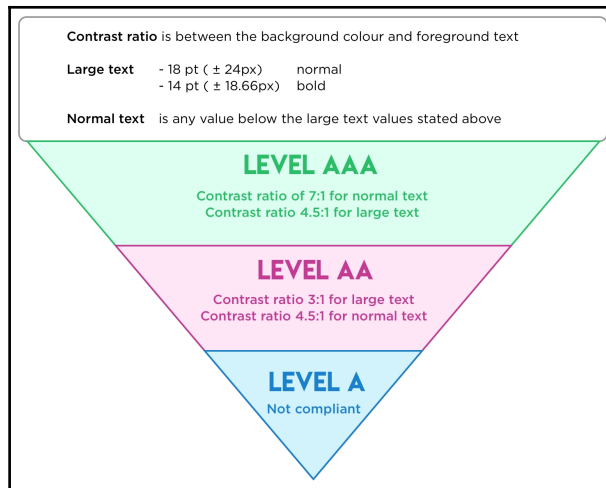 Contrast ratio is between the background colour and foreground text
Large text - 18 pt ( ± 24px) normal
- 14 pt ( ± 18.66px) bold
Normal text is any value below the large text values stated above
LEVEL AAA
Contrast ratio of 7:1 for normal text
Contrast ratio 4.5:1 for large text
LEVEL AA
Contrast ratio 3:1 for large text
Contrast ratio 4.5:1 for normal text
LEVEL A
Not compliant